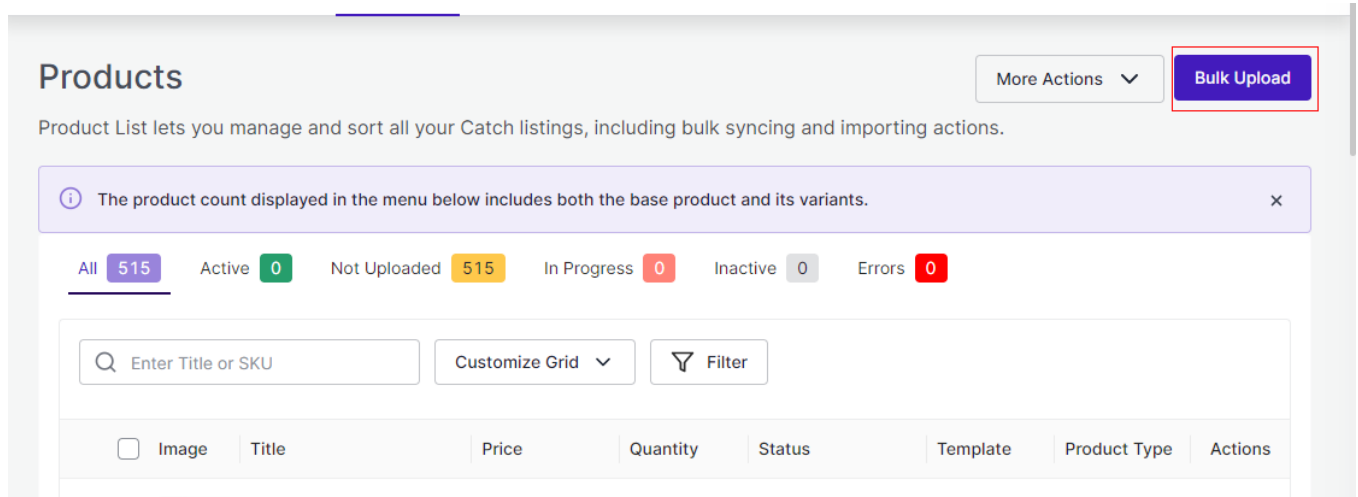 Products
More Actions
Bulk Upload
Product List lets you manage and sort all your Catch listings, including bulk syncing and importing actions.
The product count displayed in the menu below includes both the base product and its variants.
All 515 Active 0 Not Uploaded 515 In Progress 0 Inactive 0 Errors 0
Enter Title or SKU Customize Grid Filter
Image Title Price Quantity Status Template Product Type Actions